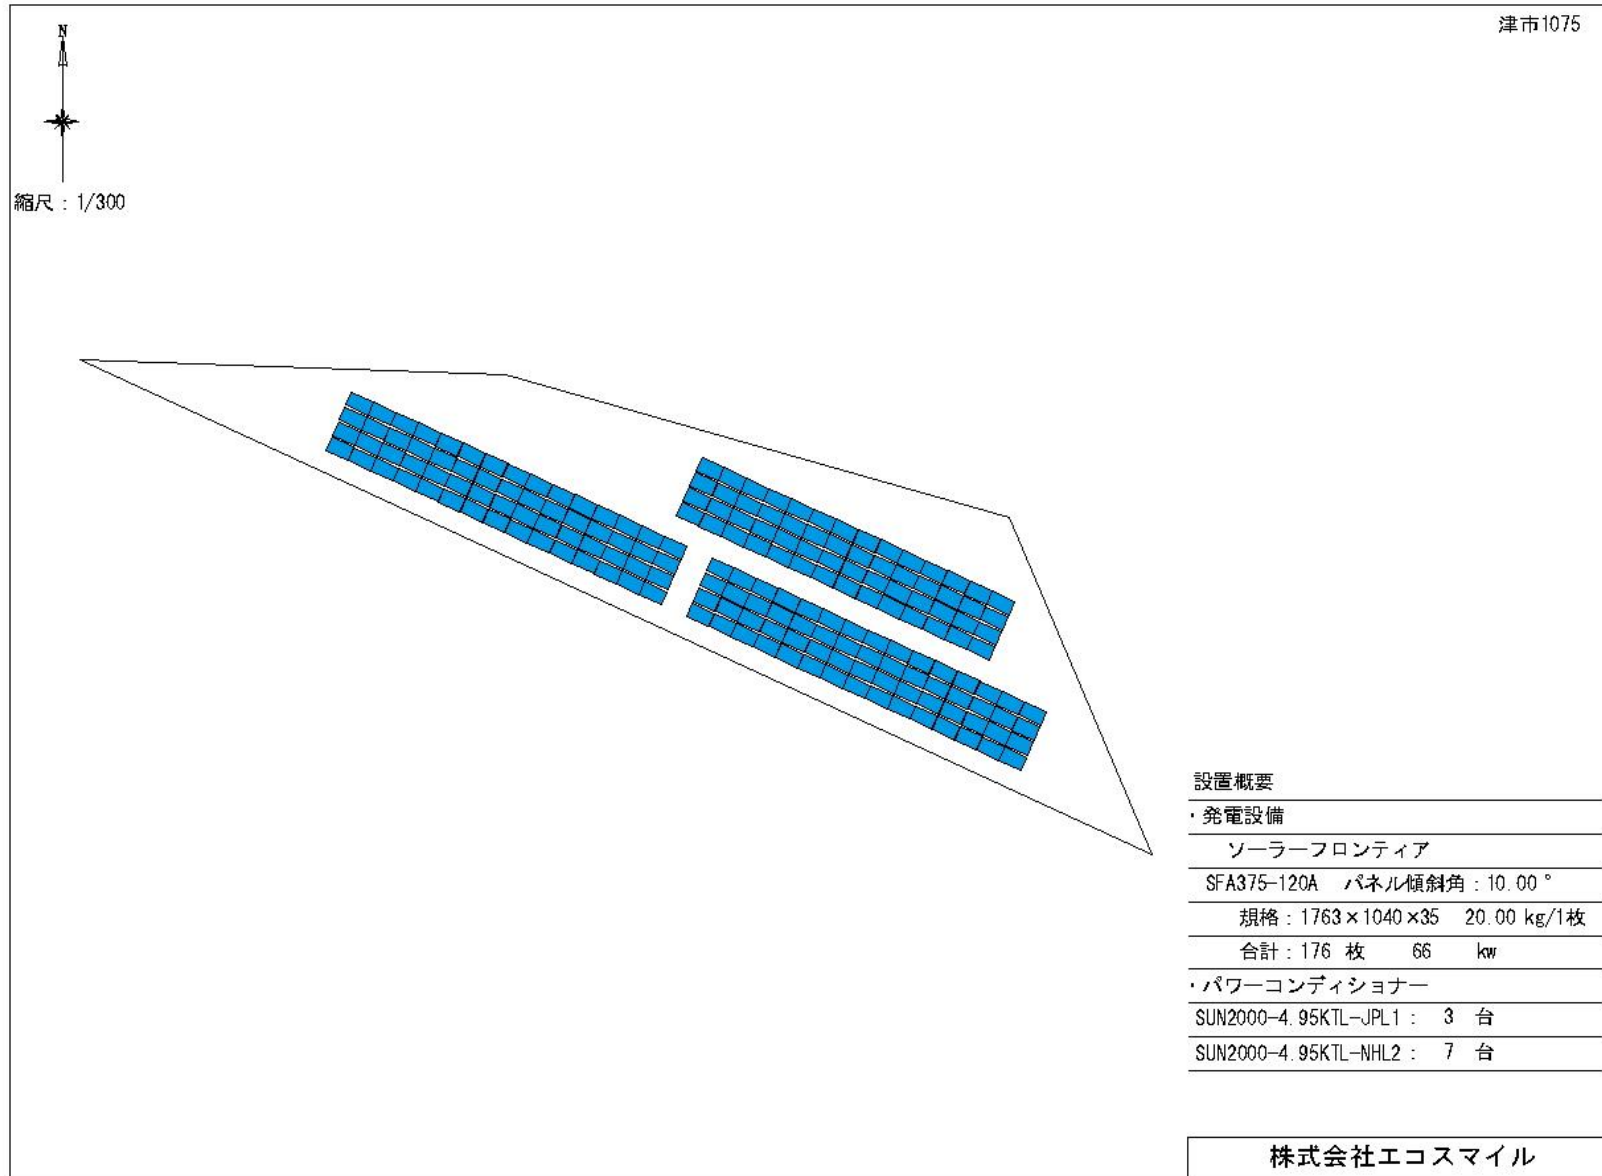 津市1075
N
縮尺：1/300
設置概要
・発電設備
ソーラーフロンティア
SFA375-120A パネル傾斜角：10.00°
規格：1763×1040×35 20.00 kg/1枚
合計：176 枚 66 kw
・パワーコンディショナー
SUN2000-4.95KTL-JPL1： 3 台
SUN2000-4.95KTL-NHL2： 7 台
株式会社エコスマイル